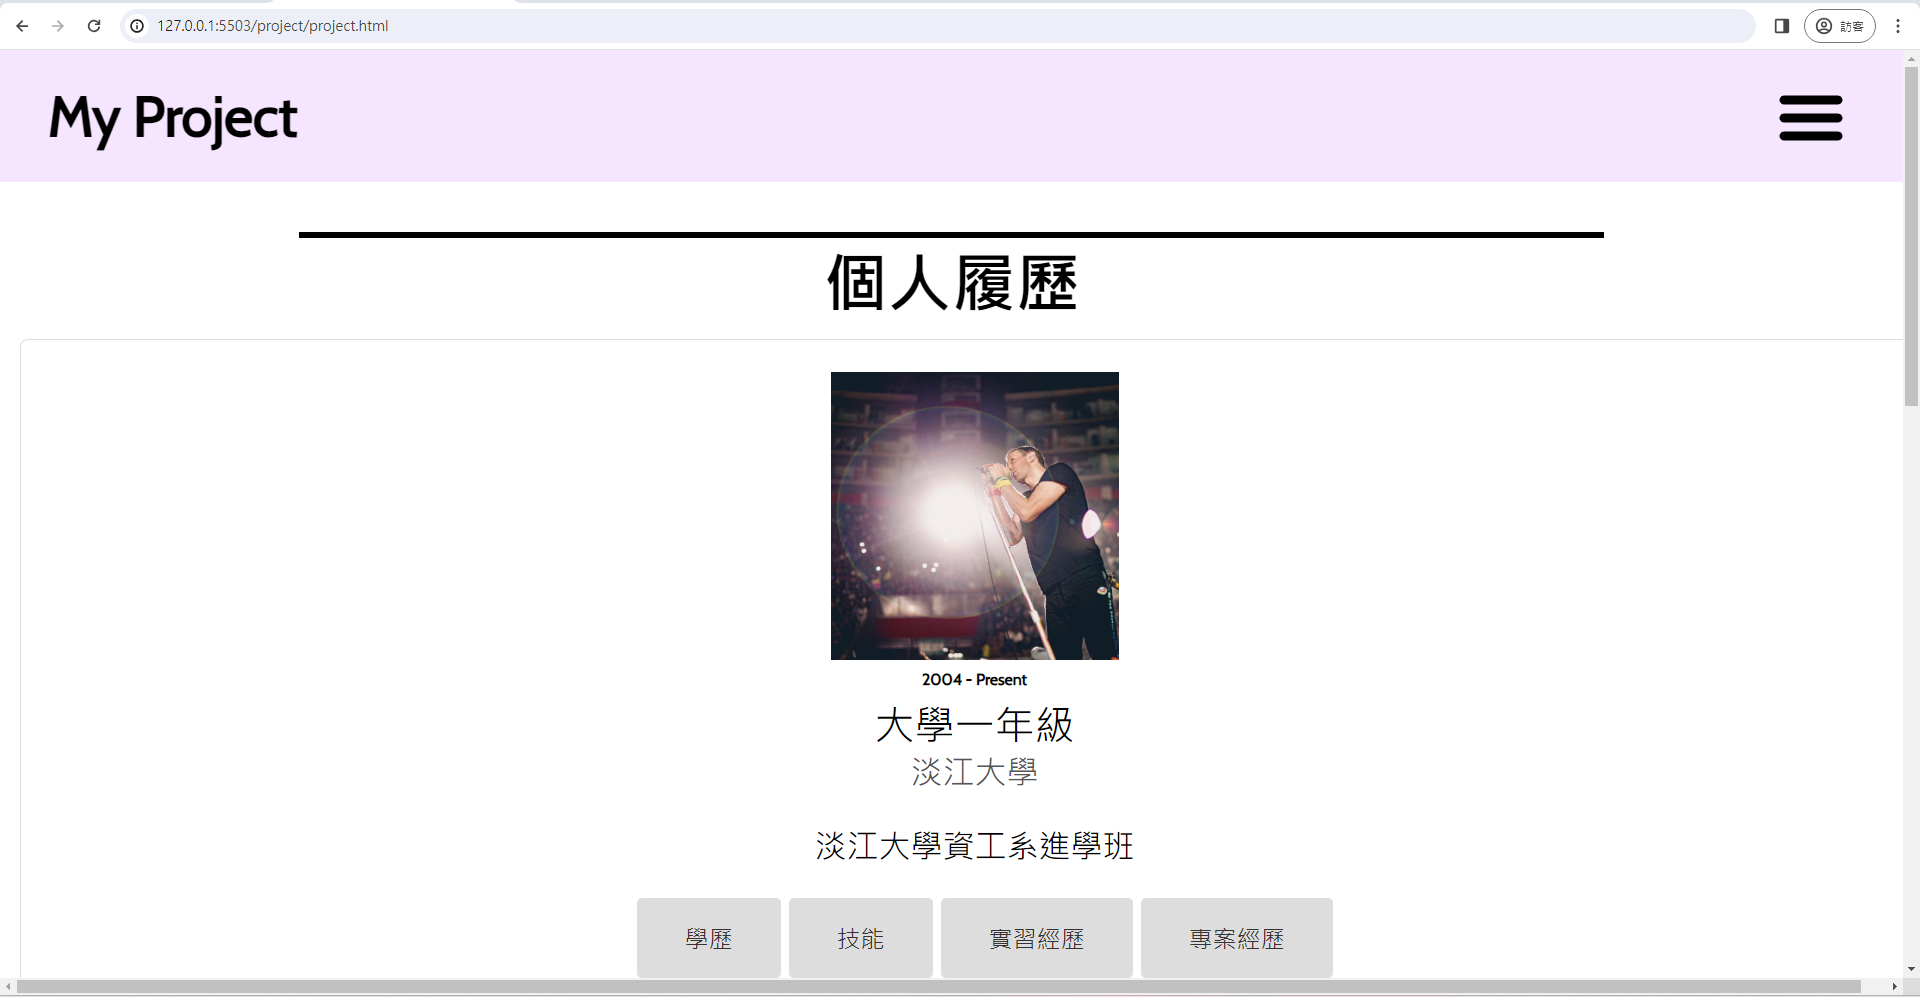 127.0.0.1:5503/project/project.html
訪客
My Project
個人履歷
2004 - Present
大學一年級
淡江大學
淡江大學資工系進學班
學歷
技能
實習經歷
專案經歷